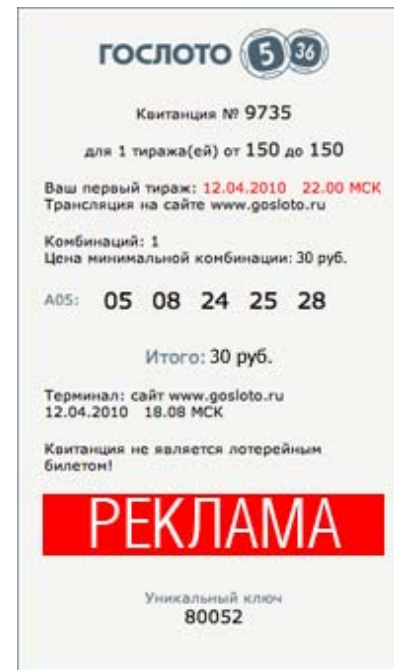 ГОСЛОТО 5 36
Квитанция № 9735
для 1 тиража(ей) от 150 до 150
Ваш первый тираж: 12.04.2010 22.00 МСК
Трансляция на сайте www.gosloto.ru
Комбинаций: 1
Цена минимальной комбинации: 30 руб.
A05: 05 08 24 25 28
Итого: 30 руб.
Терминал: сайт www.gosloto.ru
12.04.2010 18.08 МСК
Квитанция не является лотерейным
билетом!
РЕКЛАМА
Уникальный ключ
80052